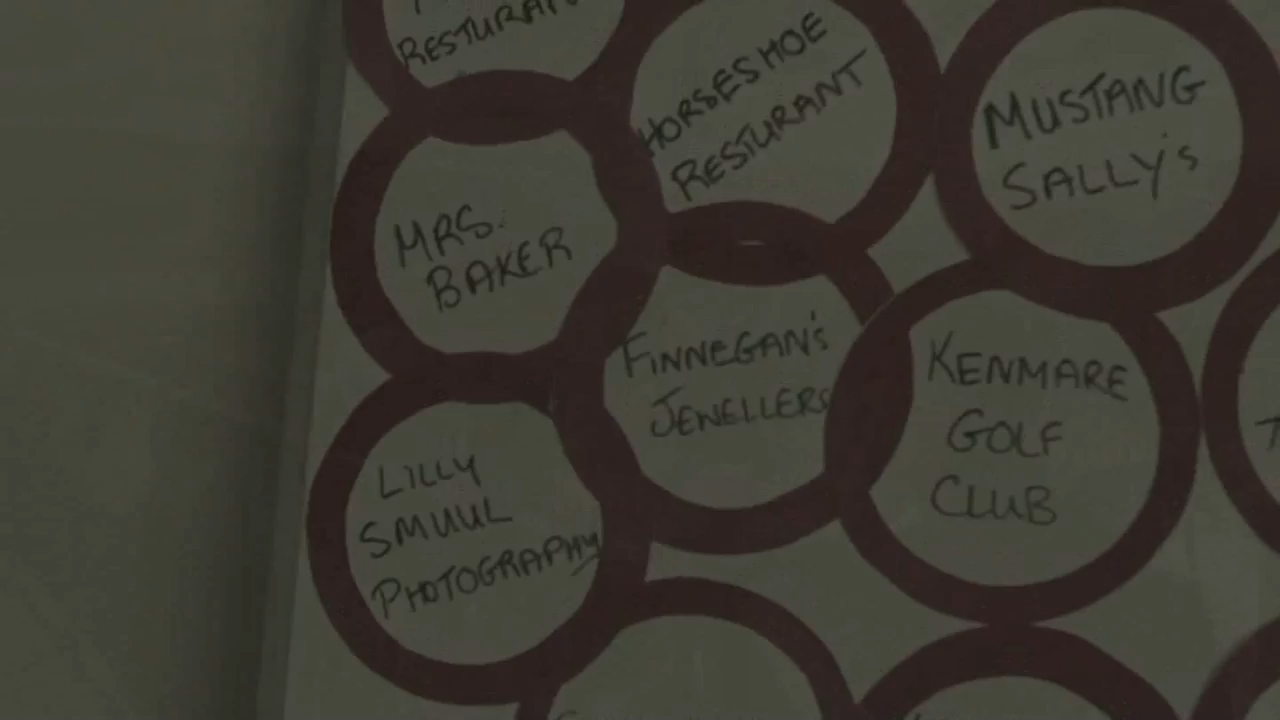 RESTURANT
HORSESHOE
RESTURANT
MUSTANG
SALLY'S
MRS.
BAKER
FINNEGAN'S
JEWELLERS
KENMARE
GOLF
CLUB
LILLY
SMUUL
PHOTOGRAPHY